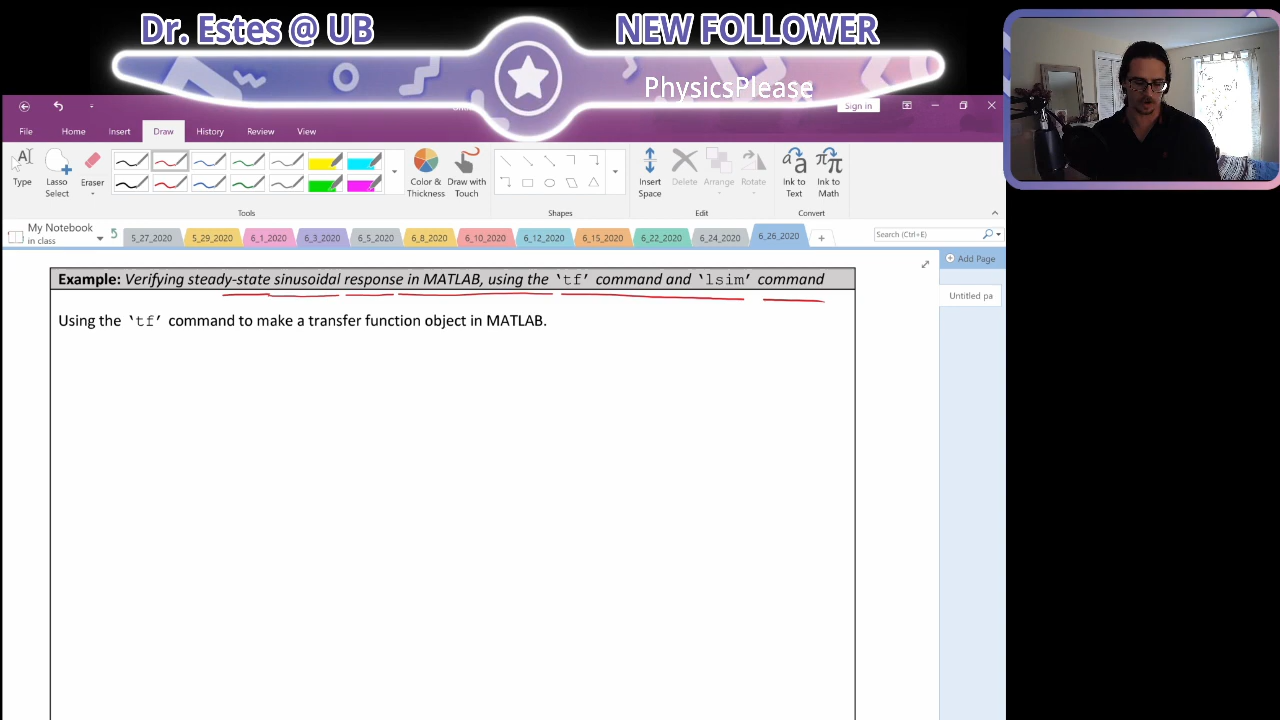 Dr. Estes @ UB
NEW FOLLOWER
PhysicsPlease
Sign in
File Home Insert Draw History Review View
Type
Lasso Select
Eraser
Color & Thickness
Draw with Touch
Insert Space
Delete
Arrange
Rotate
Ink to Text
Ink to Math
Tools
Shapes
Edit
Convert
My Notebook
in class
5_27_2020 5_29_2020 6_1_2020 6_3_2020 6_5_2020 6_8_2020 6_10_2020 6_12_2020 6_15_2020 6_22_2020 6_24_2020 6_26_2020
Search (Ctrl+E)
Add Page
Untitled pa
Example: Verifying steady-state sinusoidal response in MATLAB, using the ‘tf’ command and ‘lsim’ command
Using the ‘tf’ command to make a transfer function object in MATLAB.